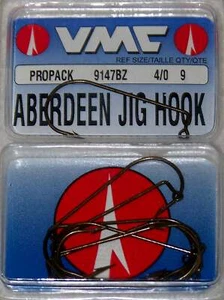 VMC
REF SIZE/TAILLE QTY/QTE
PROPACK 9147BZ 4/0 9
ABERDEEN JIG HOOK